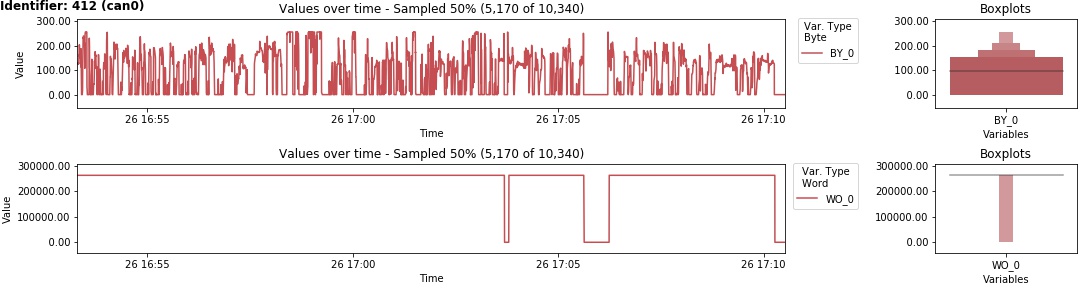 Identifier: 412 (can0)
Values over time - Sampled 50% (5,170 of 10,340)
Boxplots
300.00
200.00
100.00
0.00
Value
26 16:55
26 17:00
26 17:05
26 17:10
Time
Var. Type
Byte
BY_0
300.00
200.00
100.00
0.00
BY_0
Variables
Values over time - Sampled 50% (5,170 of 10,340)
Boxplots
300000.00
200000.00
100000.00
0.00
Value
26 16:55
26 17:00
26 17:05
26 17:10
Time
Var. Type
Word
WO_0
300000.00
200000.00
100000.00
0.00
WO_0
Variables